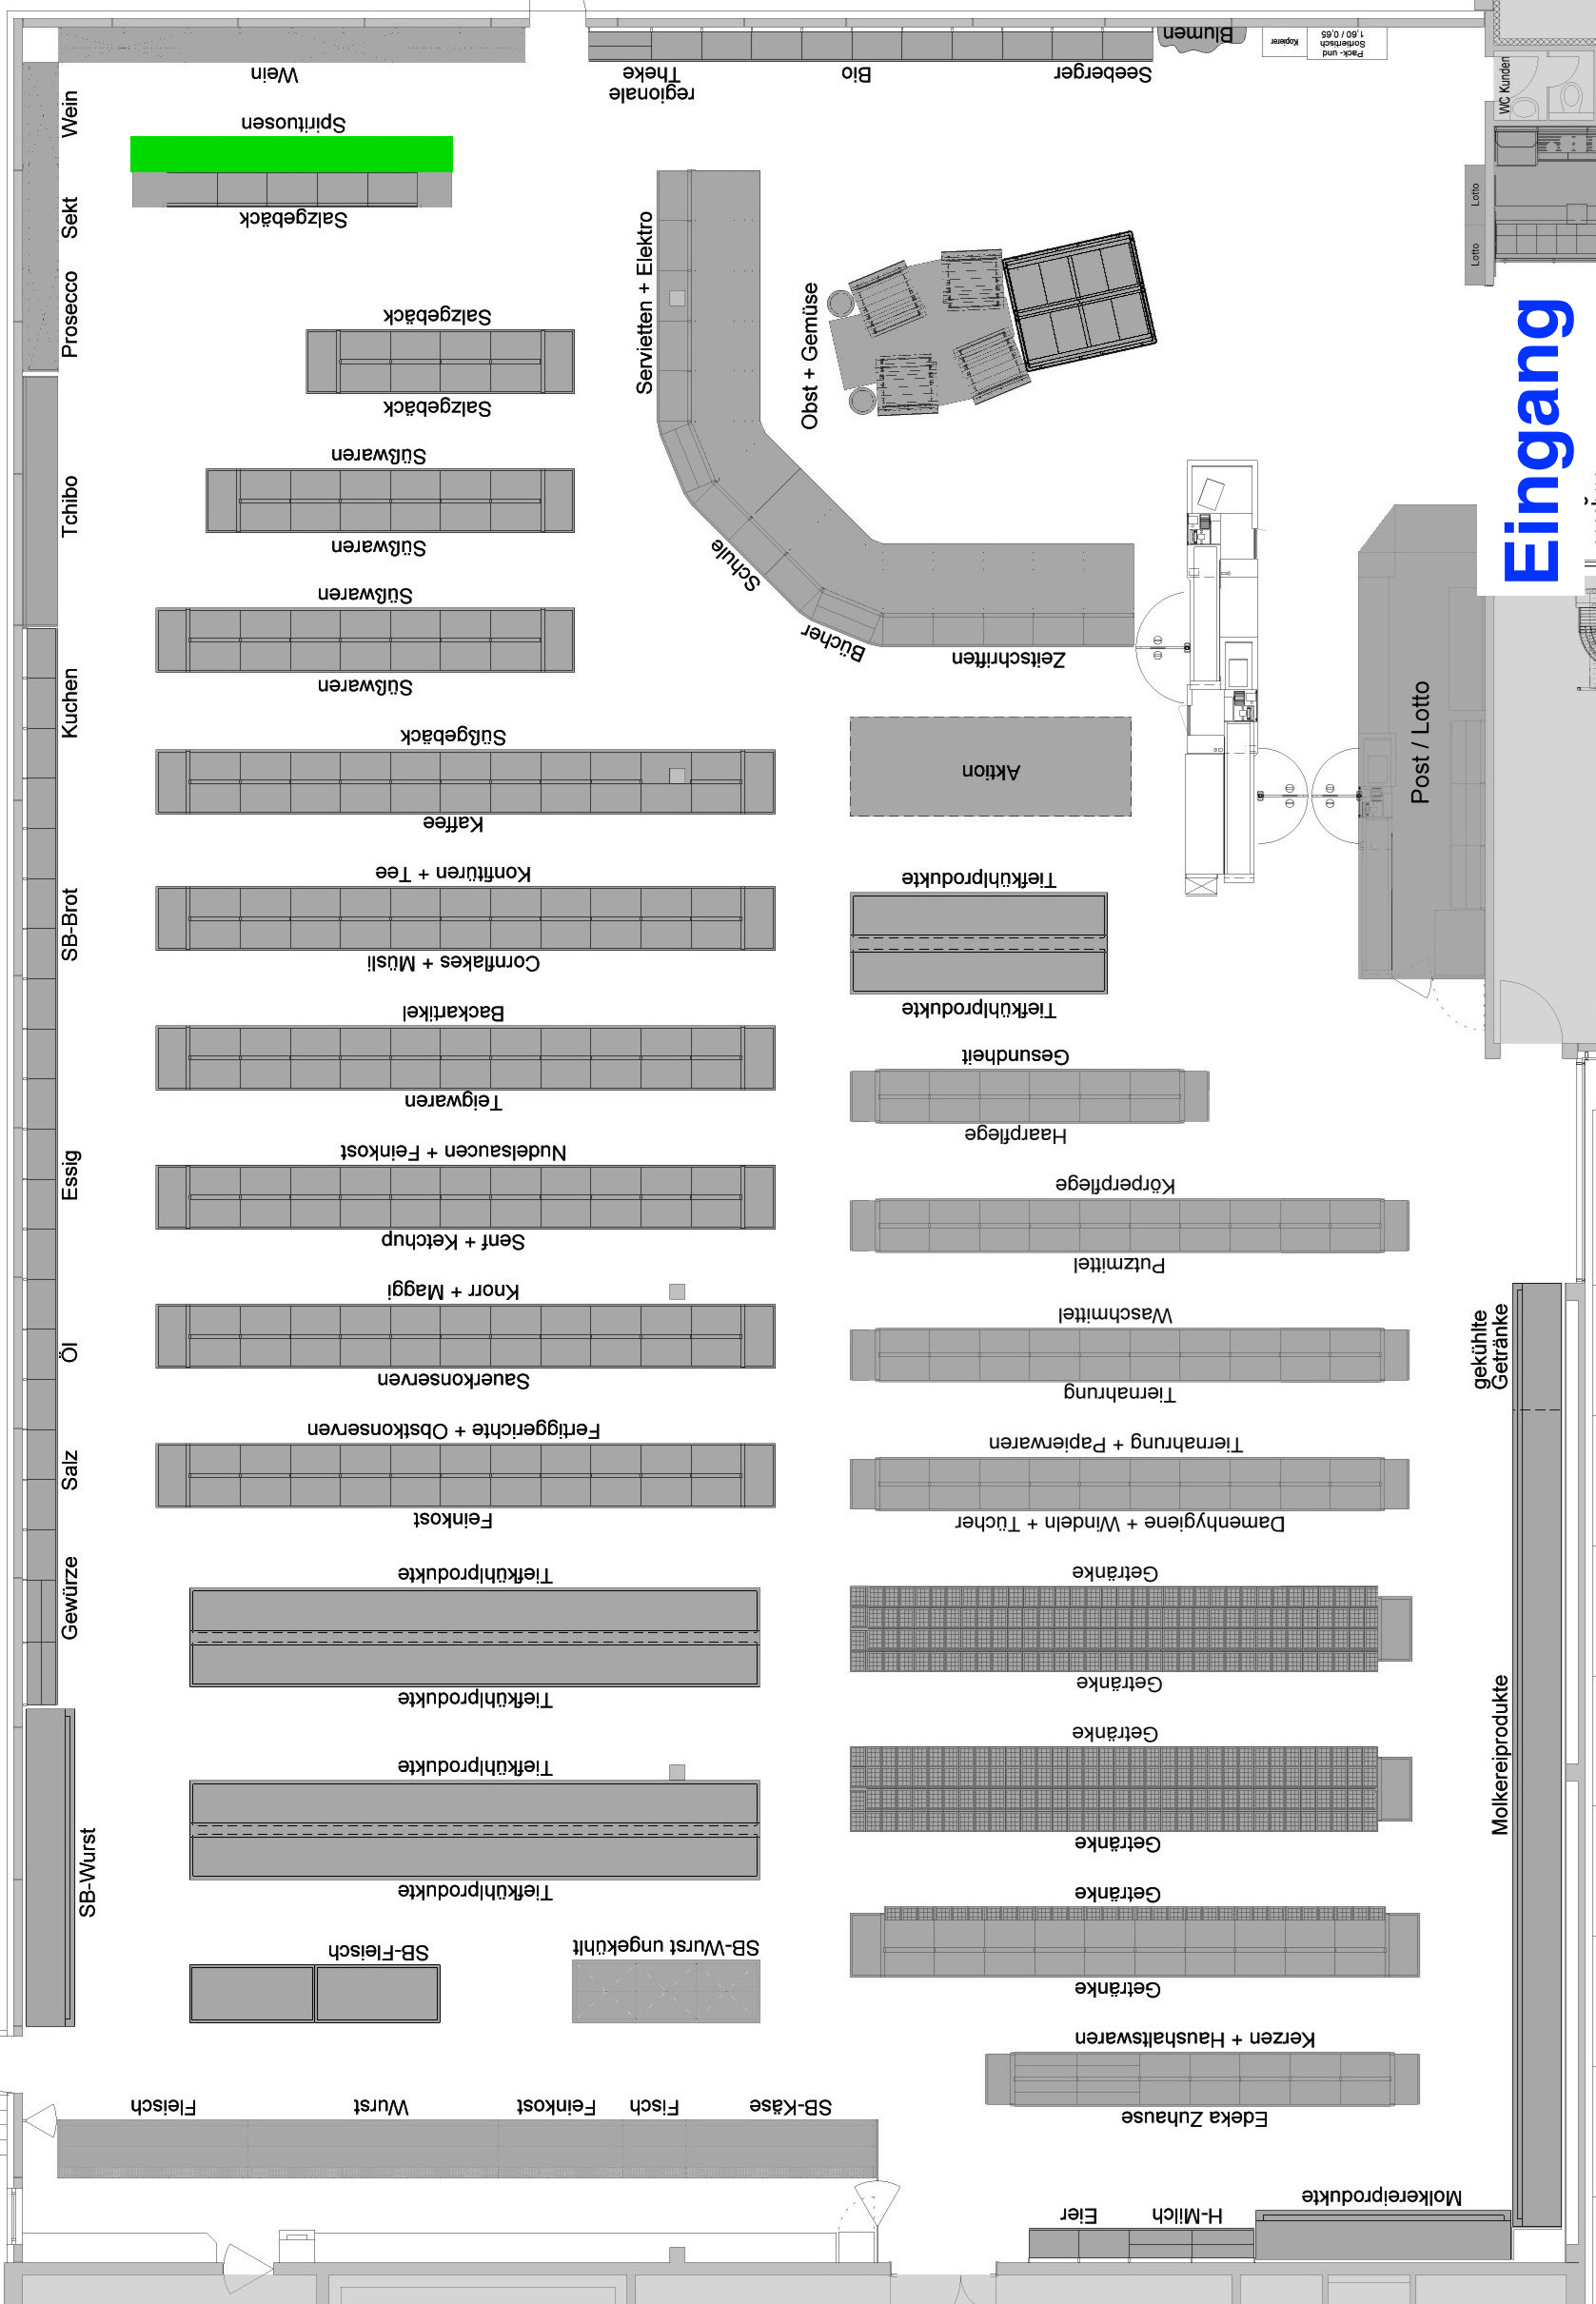 Wein
regionale
Theke
Bio
Seeberger
Blumen
Kopierer
Pack- und
Sortiertisch
1,60 / 0,65
WC Kunden
Wein
Sekt
Prosecco
Tchibo
Kuchen
SB-Brot
Essig
Öl
Salz
Gewürze
SB-Wurst
Spirituosen
Salzgebäck
Salzgebäck
Salzgebäck
Süßwaren
Süßwaren
Süßwaren
Süßwaren
Süßgebäck
Kaffee
Konfitüren + Tee
Cornflakes + Müsli
Backartikel
Teigwaren
Nudelsaucen + Feinkost
Senf + Ketchup
Knorr + Maggi
Sauerkonserven
Fertiggerichte + Obstkonserven
Feinkost
Tiefkühlprodukte
Tiefkühlprodukte
Tiefkühlprodukte
Tiefkühlprodukte
SB-Fleisch
SB-Wurst ungekühlt
Fleisch
Wurst
Feinkost
Fisch
SB-Käse
Servietten + Elektro
Schule
Bücher
Zeitschriften
Obst + Gemüse
Lotto
Lotto
Eingang
Post / Lotto
Aktion
Tiefkühlprodukte
Tiefkühlprodukte
Gesundheit
Haarpflege
Körperpflege
Putzmittel
Waschmittel
Tiernahrung
Tiernahrung + Papierwaren
Damenhygiene + Windeln + Tücher
Getränke
Getränke
Getränke
Getränke
Getränke
Getränke
Kerzen + Haushaltswaren
Edeka Zuhause
gekühlte
Getränke
Molkereiprodukte
Eier
H-Milch
Molkereiprodukte